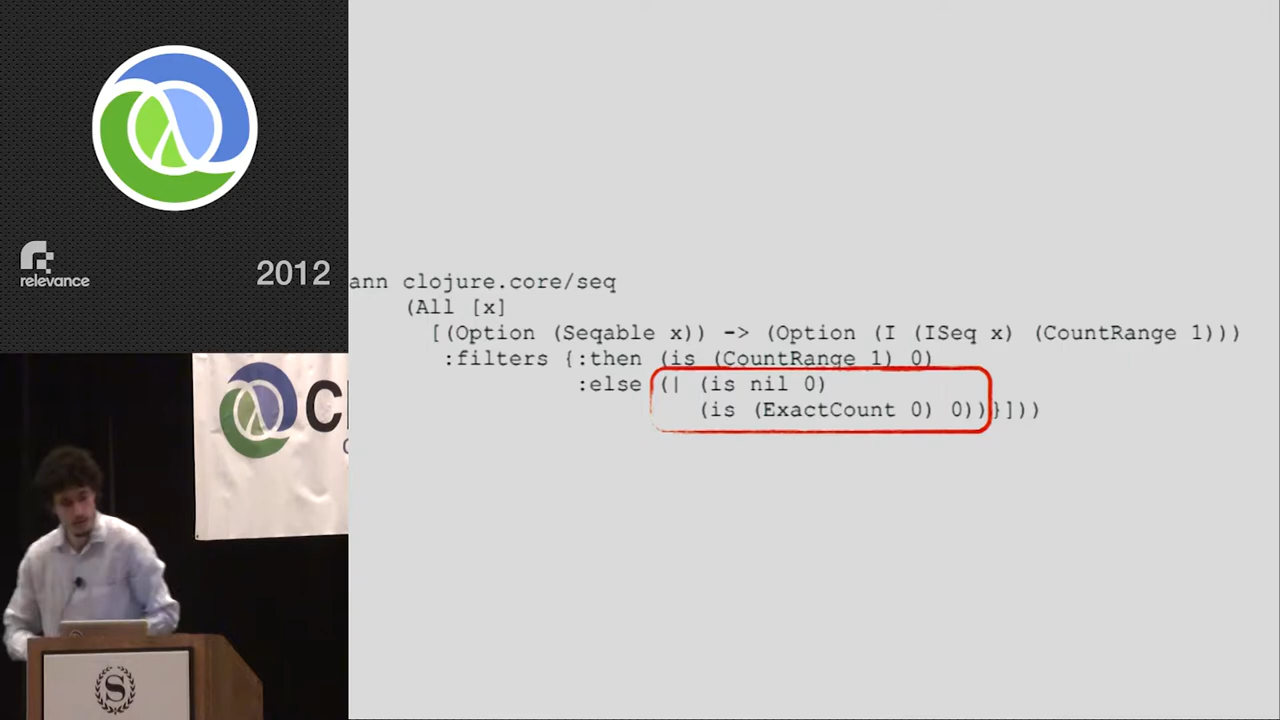 relevance
2012
ann clojure.core/seq
(All [x]
[(Option (Seqable x)) -> (Option (I (ISeq x) (CountRange 1)))
:filters {:then (is (CountRange 1) 0)
:else (| (is nil 0)
(is (ExactCount 0) 0))}]))
C
S